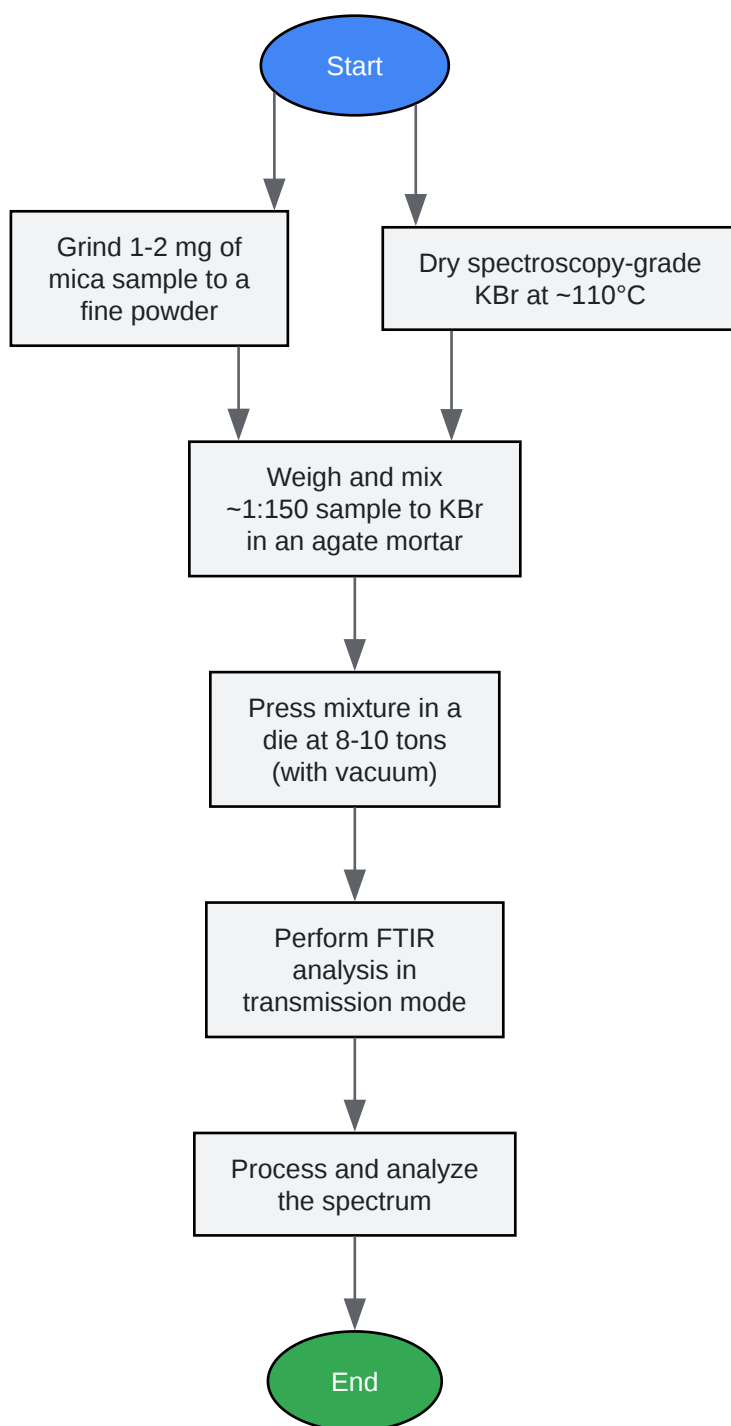 Start
Grind 1-2 mg of
mica sample to a
fine powder
Dry spectroscopy-grade
KBr at ~110°C
Weigh and mix
~1:150 sample to KBr
in an agate mortar
Press mixture in a
die at 8-10 tons
(with vacuum)
Perform FTIR
analysis in
transmission mode
Process and analyze
the spectrum
End